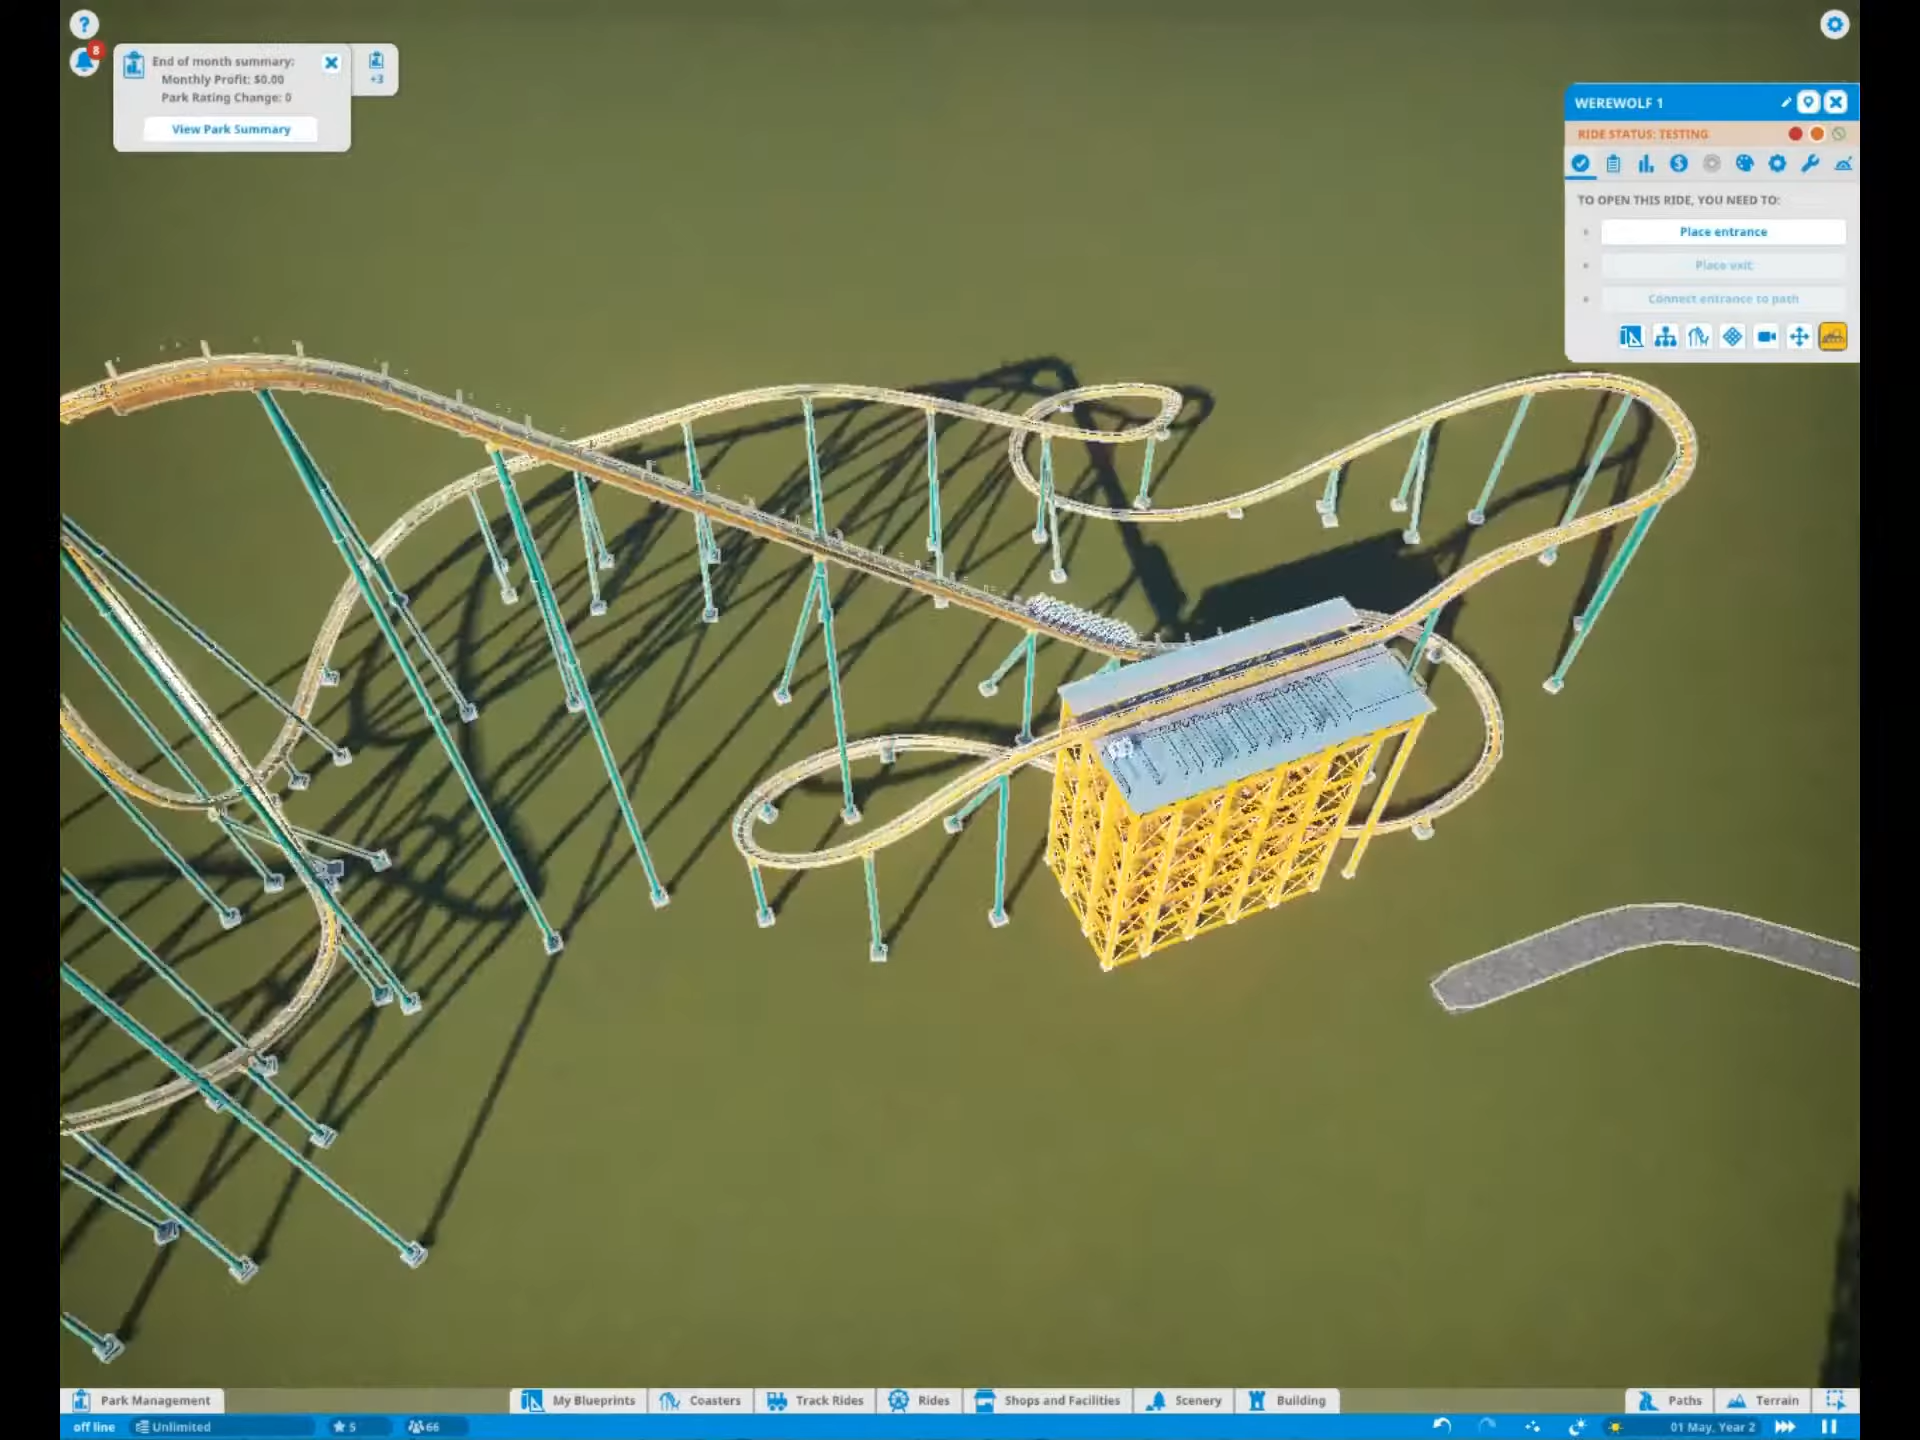 ?
8
End of month summary:
Monthly Profit: $0.00
Park Rating Change: 0
View Park Summary
+3
WEREWOLF 1
RIDE STATUS: TESTING
TO OPEN THIS RIDE, YOU NEED TO:
Place entrance
Place exit
Connect entrance to path
Park Management
My Blueprints
Coasters
Track Rides
Rides
Shops and Facilities
Scenery
Building
Paths
Terrain
off line
Unlimited
5
66
01 May, Year 2